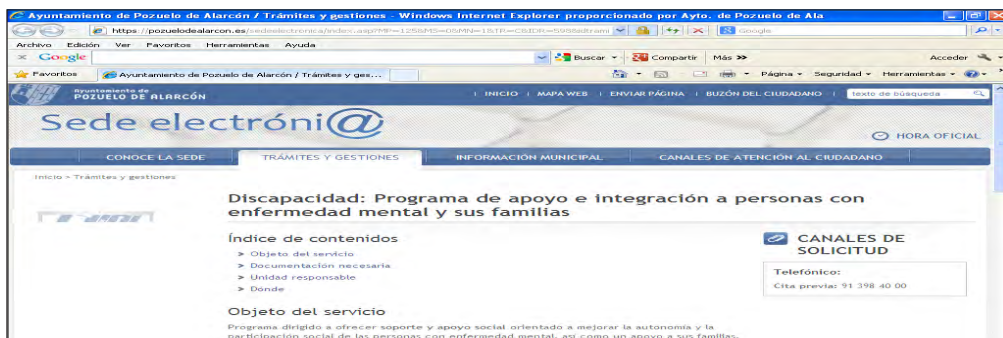 Ayuntamiento de Pozuelo de Alarcón / Trámites y gestiones - Windows Internet Explorer proporcionado por Ayto. de Pozuelo de Ala
https://pozuelodealarcon.es/sedeelectronica/index.asp?MP=125&MS=0&MN=1&TR=C&IDR=598&dtrami Google
Archivo Edición Ver Favoritos Herramientas Ayuda
Google Buscar Compartir Más >> Acceder
Favoritos Ayuntamiento de Pozuelo de Alarcón / Trámites y ges... Página Seguridad Herramientas
Ayuntamiento de
POZUELO DE ALARCÓN
INICIO | MAPA WEB | ENVIAR PÁGINA | BUZÓN DEL CIUDADANO | texto de búsqueda
Sede electróni@
HORA OFICIAL
CONOCE LA SEDE TRÁMITES Y GESTIONES INFORMACIÓN MUNICIPAL CANALES DE ATENCIÓN AL CIUDADANO
Inicio > Trámites y gestiones
Discapacidad: Programa de apoyo e integración a personas con
enfermedad mental y sus familias
Índice de contenidos
> Objeto del servicio
> Documentación necesaria
> Unidad responsable
> Dónde
CANALES DE
SOLICITUD
Telefónico:
Cita previa: 91 398 40 00
Objeto del servicio
Programa dirigido a ofrecer soporte y apoyo social orientado a mejorar la autonomía y la
participación social de las personas con enfermedad mental, así como un apoyo a sus familias.